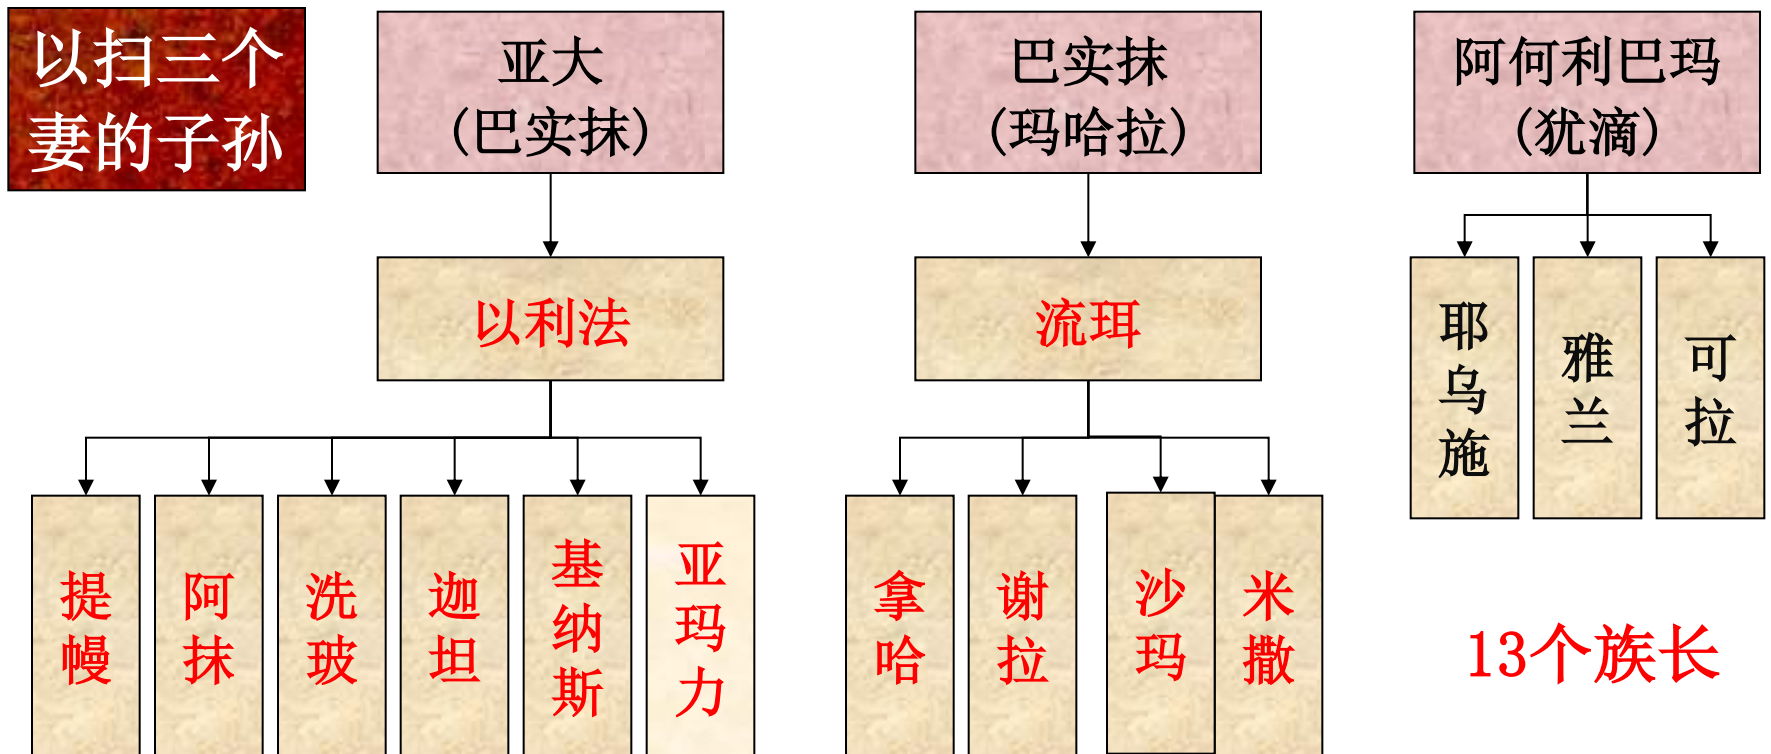 以扫三个
妻的子孙
亚大
(巴实抹)
巴实抹
(玛哈拉)
阿何利巴玛
(犹滴)
以利法
流珥
耶乌施
雅兰
可拉
提幔
阿抹
洗玻
迦坦
基纳斯
亚玛力
拿哈
谢拉
沙玛
米撒
13个族长